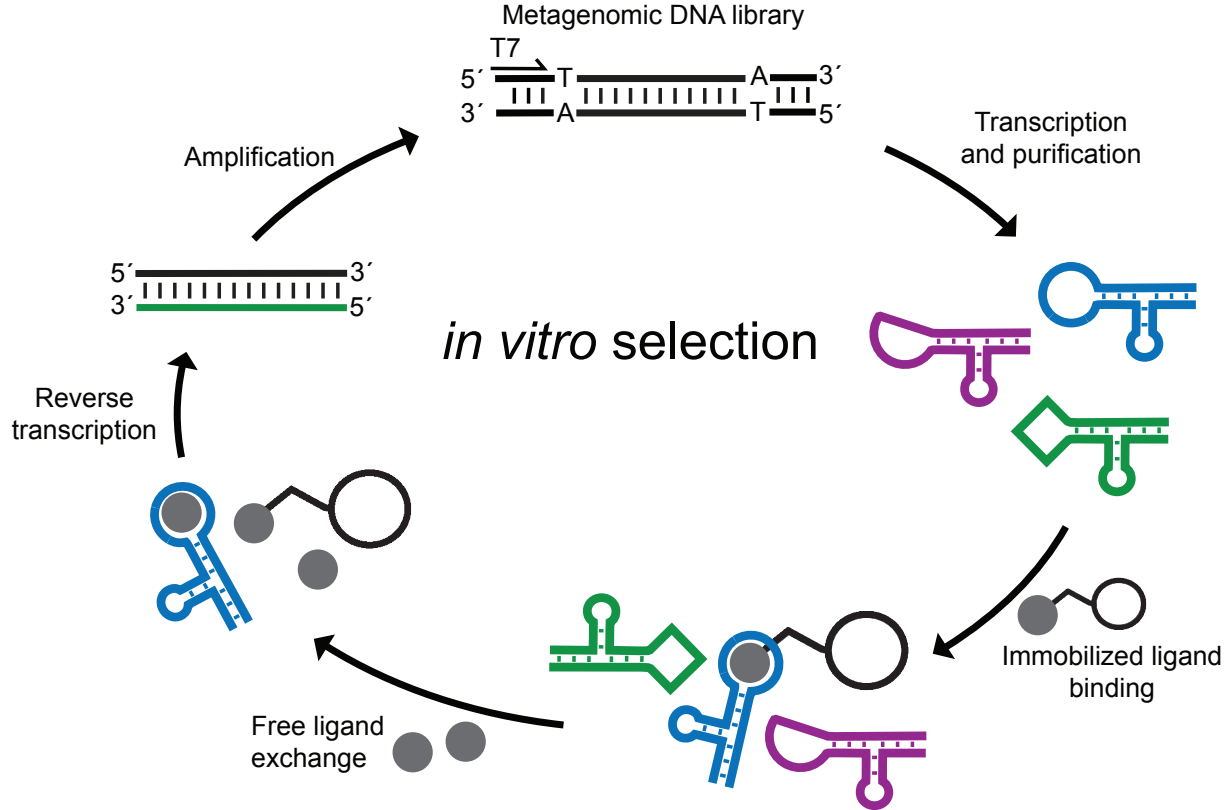 Metagenomic DNA library
T7
5´ T A 3´
3´ A T 5´
Transcription
and purification
Amplification
5´ 3´
3´ 5´
in vitro selection
Reverse
transcription
Immobilized ligand
binding
Free ligand
exchange